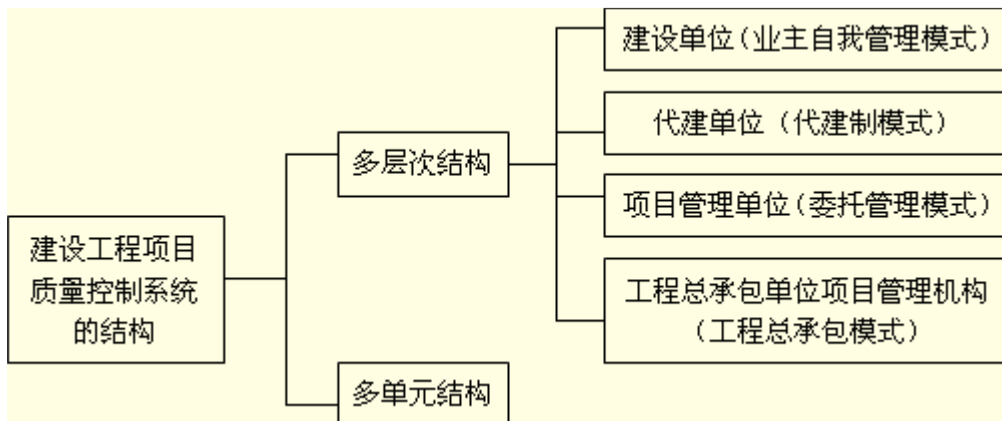 建设单位(业主自我管理模式)
代建单位（代建制模式）
多层次结构
项目管理单位(委托管理模式)
建设工程项目
质量控制系统
的结构
工程总承包单位项目管理机构
（工程总承包模式）
多单元结构